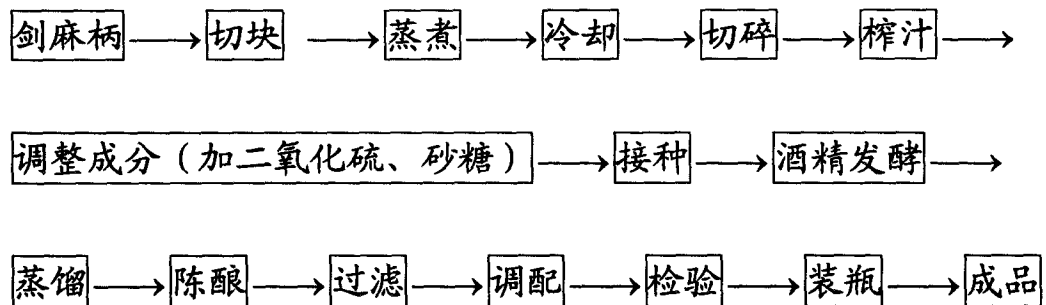 剑麻柄→切块→蒸煮→冷却→切碎→榨汁→
调整成分(加二氧化硫、砂糖)→接种→酒精发酵→
蒸馏→陈酿→过滤→调配→检验→装瓶→成品